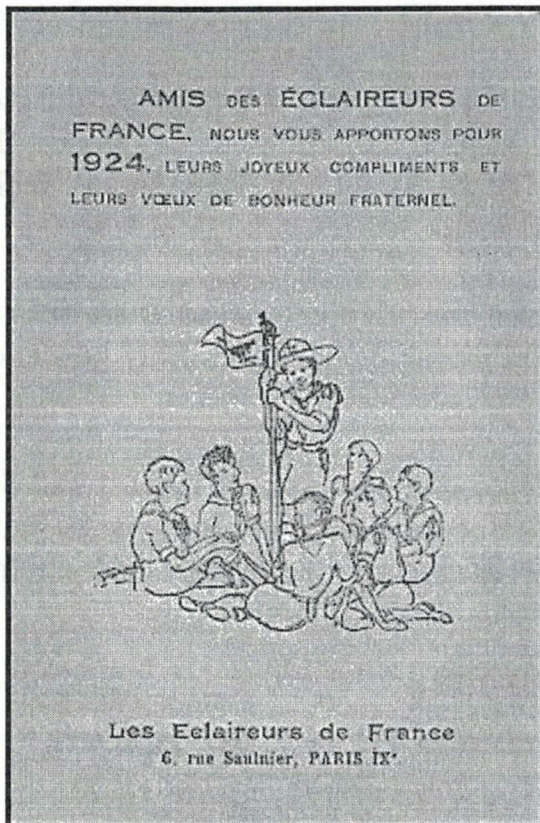 AMIS DES ÉCLAIREURS DE
FRANCE, NOUS VOUS APPORTONS POUR
1924, LEURS JOYEUX COMPLIMENTS ET
LEURS VŒUX DE BONHEUR FRATERNEL.
Les Eclaireurs de France
6, rue Saulnier, PARIS IXᵉ